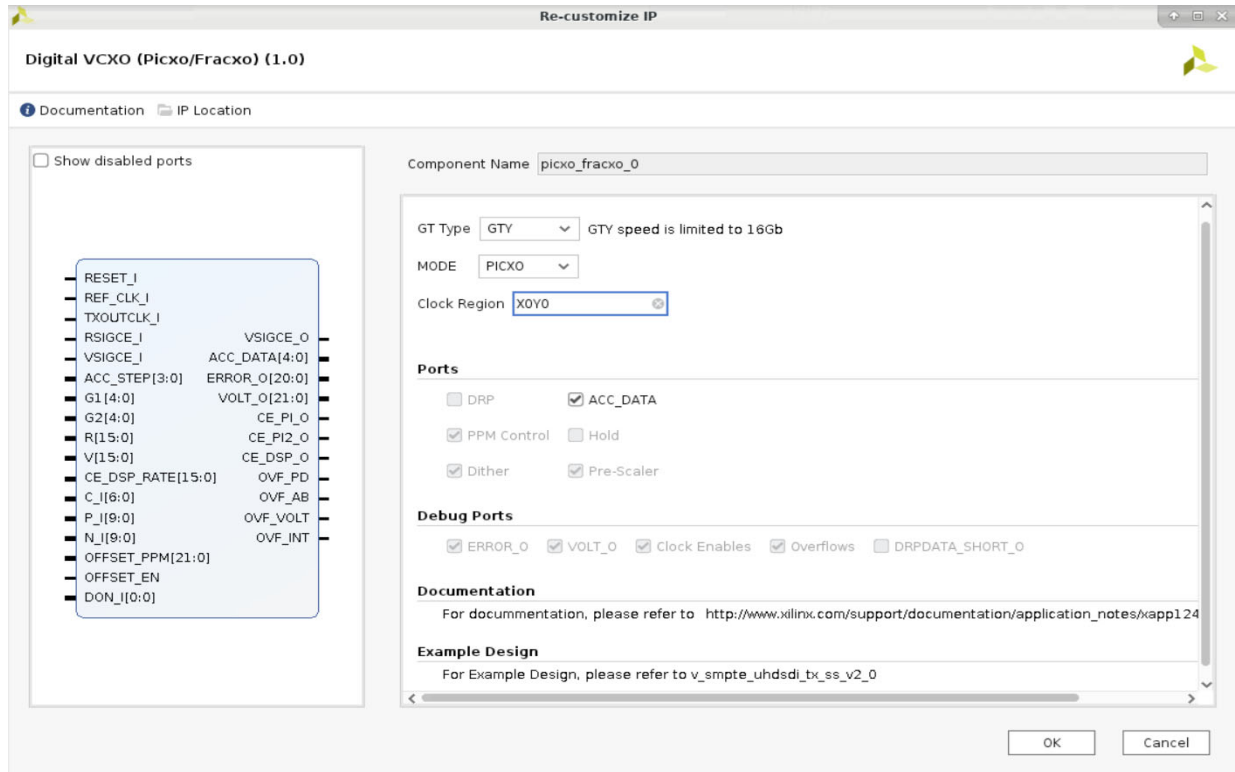 Re-customize IP
Digital VCXO (Picxo/Fracxo) (1.0)
Documentation IP Location
Show disabled ports
RESET_I
REF_CLK_I
TXOUTCLK_I
RSIGCE_I VSIGCE_O
VSIGCE_I ACC_DATA[4:0]
ACC_STEP[3:0] ERROR_O[20:0]
G1[4:0] VOLT_O[21:0]
G2[4:0] CE_PI_O
R[15:0] CE_PI2_O
V[15:0] CE_DSP_O
CE_DSP_RATE[15:0] OVF_PD
C_I[6:0] OVF_AB
P_I[9:0] OVF_VOLT
N_I[9:0] OVF_INT
OFFSET_PPM[21:0]
OFFSET_EN
DON_I[0:0]
Component Name picxo_fracxo_0
GT Type GTY GTY speed is limited to 16Gb
MODE PICXO
Clock Region X0Y0
Ports
DRP ACC_DATA
PPM Control Hold
Dither Pre-Scaler
Debug Ports
ERROR_O VOLT_O Clock Enables Overflows DRPDATA_SHORT_O
Documentation
For docummentation, please refer to http://www.xilinx.com/support/documentation/application_notes/xapp124
Example Design
For Example Design, please refer to v_smpte_uhdsdi_tx_ss_v2_0
OK Cancel